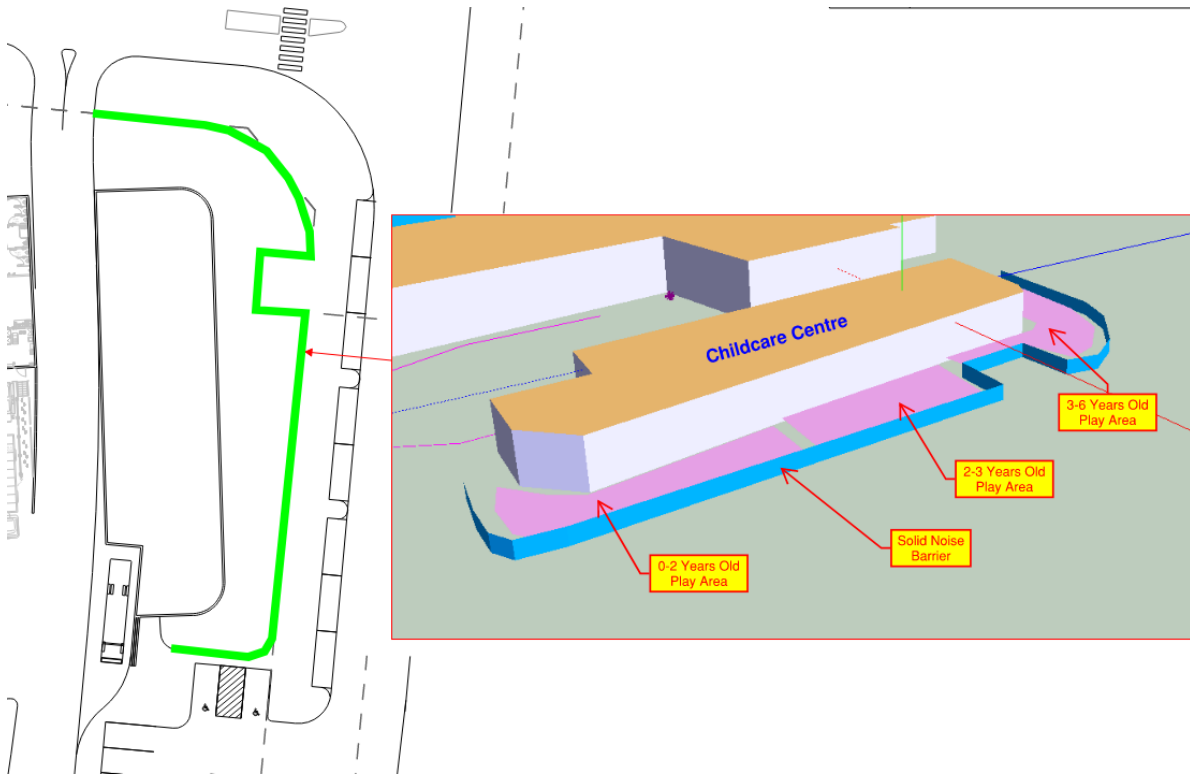 Childcare Centre
3-6 Years Old
Play Area
2-3 Years Old
Play Area
Solid Noise
Barrier
0-2 Years Old
Play Area